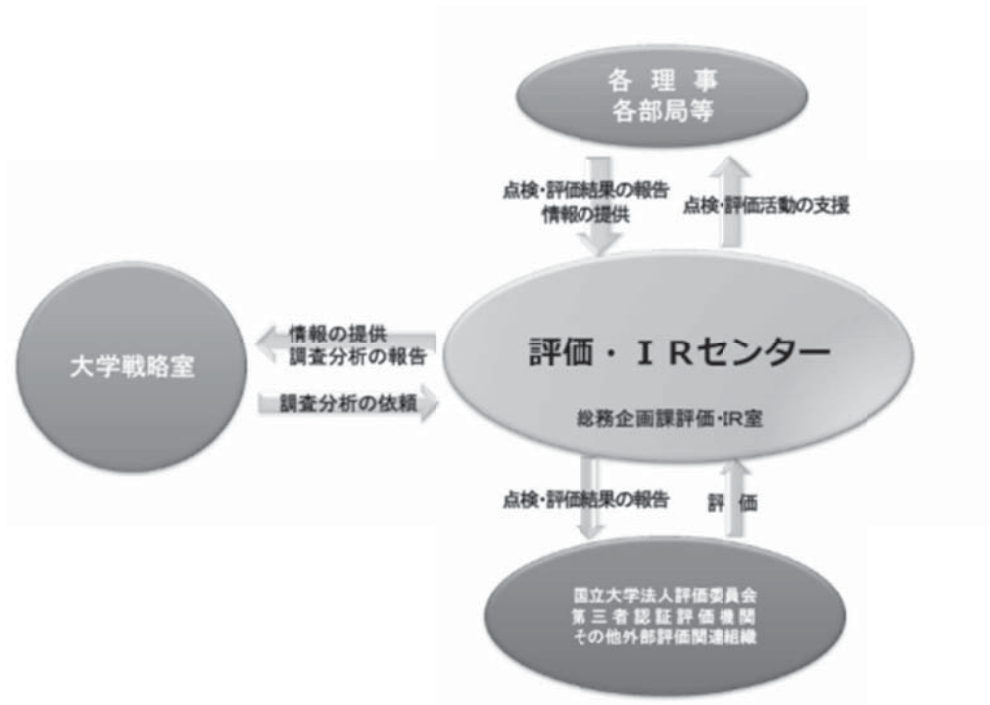 各 理 事
各部局等
点検・評価結果の報告
情報の提供
点検・評価活動の支援
大学戦略室
情報の提供
調査分析の報告
調査分析の依頼
評価・ＩＲセンター
総務企画課評価・IR室
点検・評価結果の報告
評 価
国立大学法人評価委員会
第三者認証評価機関
その他外部評価関連組織